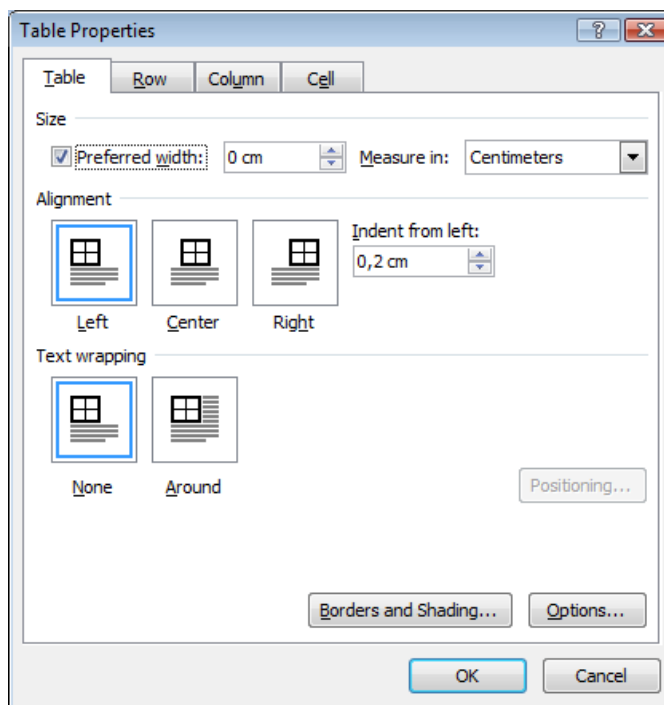 Table Properties
Table Row Column Cell
Size
Preferred width: 0 cm Measure in: Centimeters
Alignment
Indent from left:
0,2 cm
Left Center Right
Text wrapping
None Around
Positioning...
Borders and Shading... Options...
OK Cancel